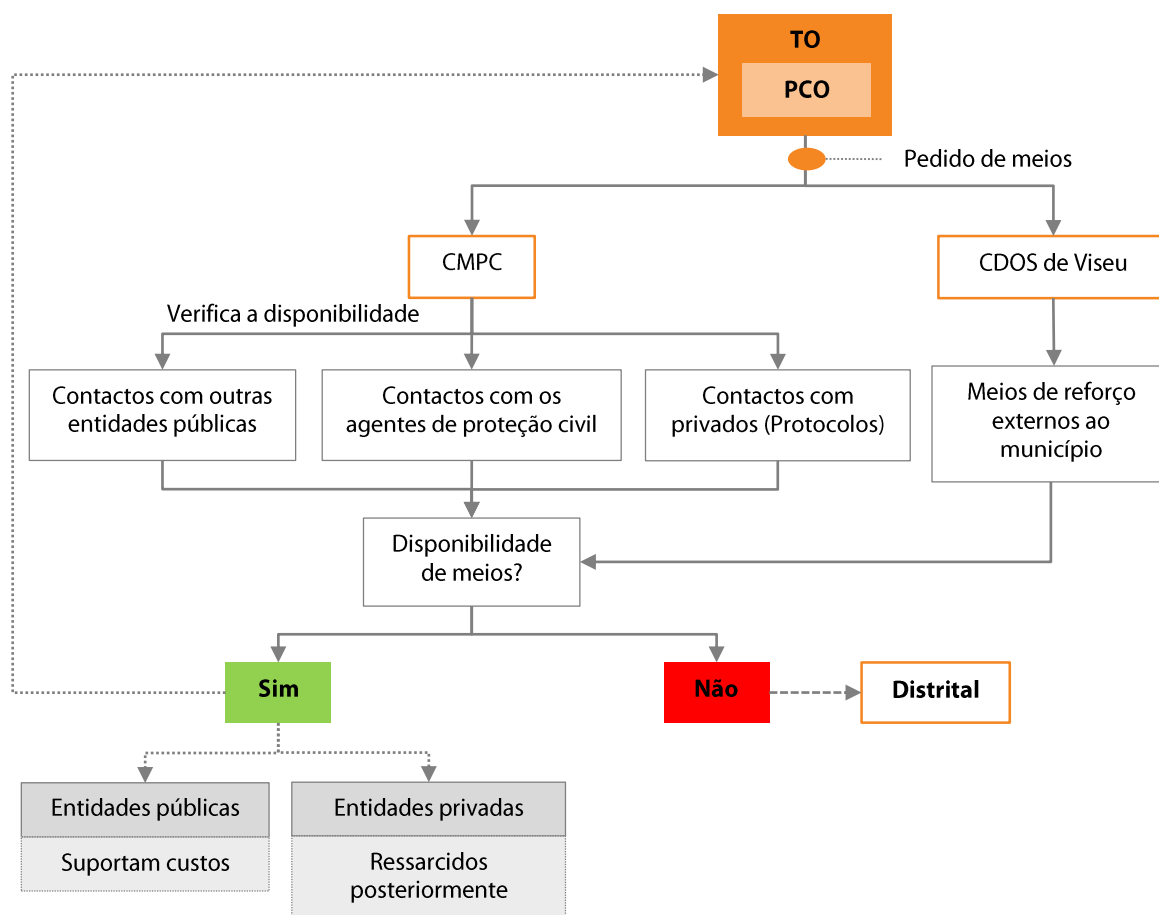 TO
PCO
Pedido de meios
CMPC
CDOS de Viseu
Verifica a disponibilidade
Contactos com outras
entidades públicas
Contactos com os
agentes de proteção civil
Contactos com
privados (Protocolos)
Meios de reforço
externos ao
município
Disponibilidade
de meios?
Sim
Não
Distrital
Entidades públicas
Suportam custos
Entidades privadas
Ressarcidos
posteriormente